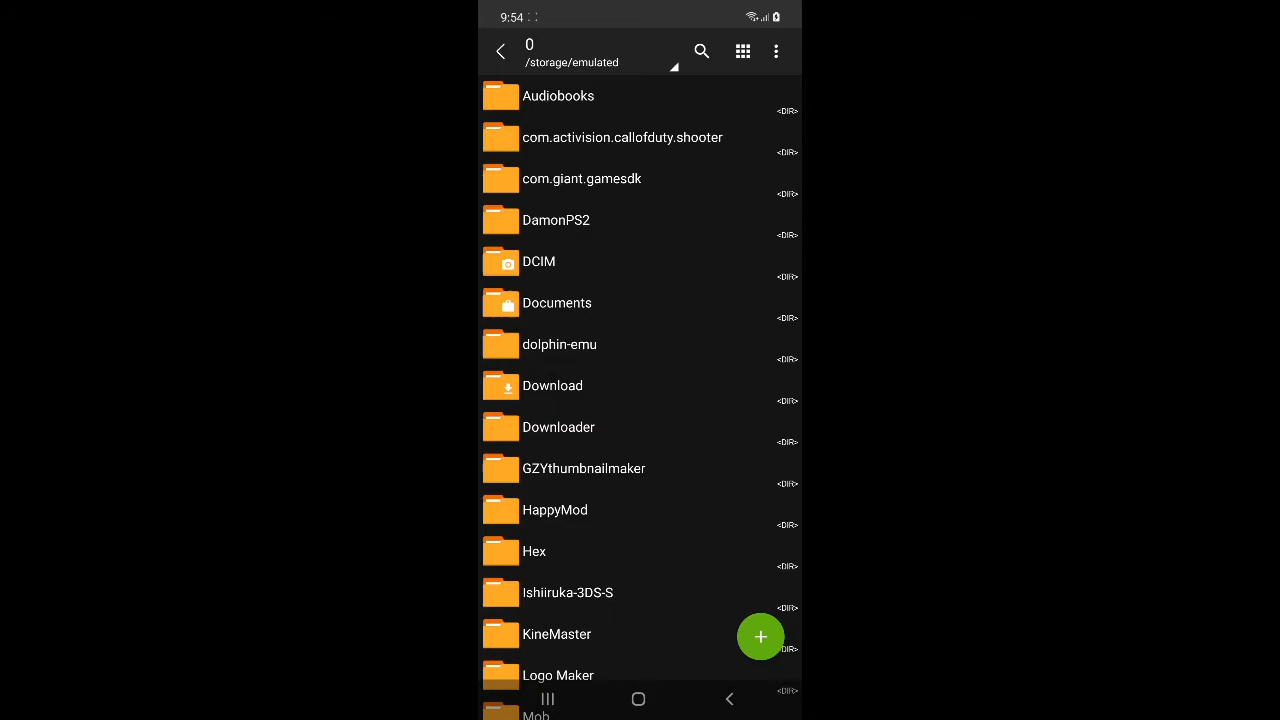 9:54
0
/storage/emulated
Audiobooks
<DIR>
com.activision.callofduty.shooter
<DIR>
com.giant.gamesdk
<DIR>
DamonPS2
<DIR>
DCIM
<DIR>
Documents
<DIR>
dolphin-emu
<DIR>
Download
<DIR>
Downloader
<DIR>
GZYthumbnailmaker
<DIR>
HappyMod
<DIR>
Hex
<DIR>
Ishiiruka-3DS-S
<DIR>
KineMaster
DIR>
Logo Maker
<DIR>
Mob